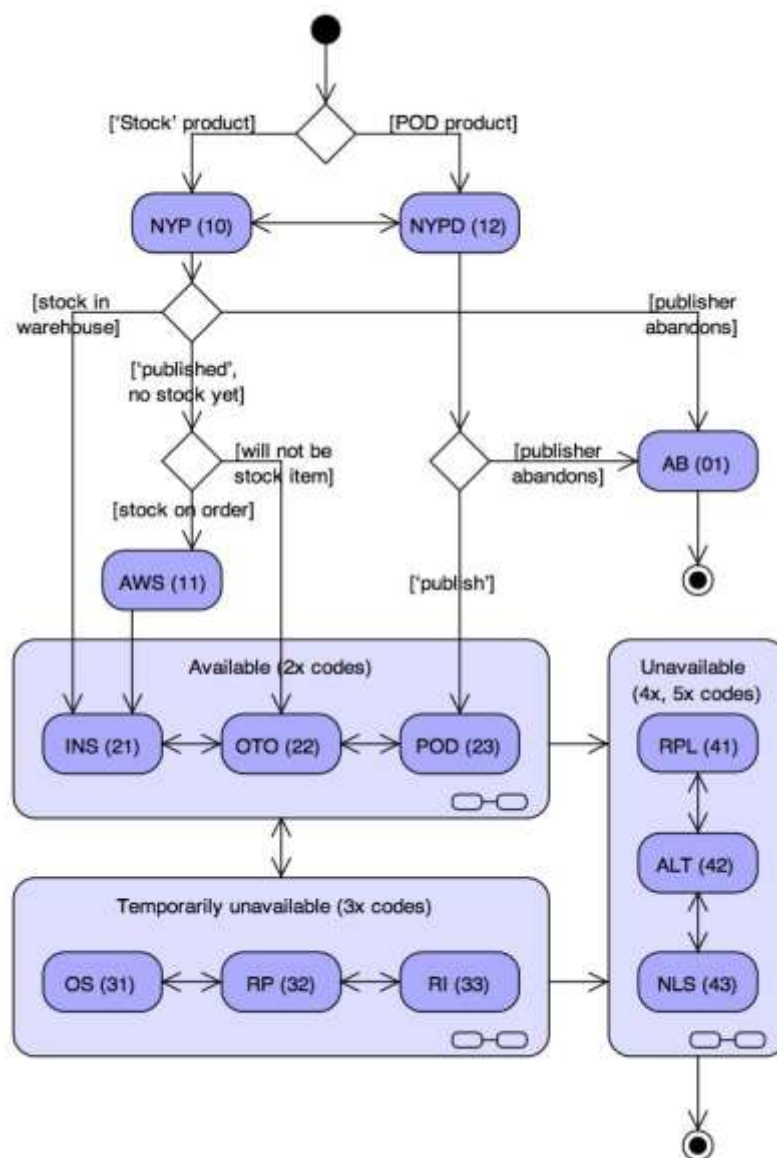 ['Stock' product]
[POD product]
NYP (10)
NYPD (12)
[stock in
warehouse]
[publisher
abandons]
['published',
no stock yet]
[will not be
stock item]
[publisher
abandons]
AB (01)
[stock on order]
AWS (11)
['publish']
Available (2x codes)
Unavailable
(4x, 5x codes)
INS (21)
OTO (22)
POD (23)
RPL (41)
ALT (42)
Temporarily unavailable (3x codes)
OS (31)
RP (32)
RI (33)
NLS (43)